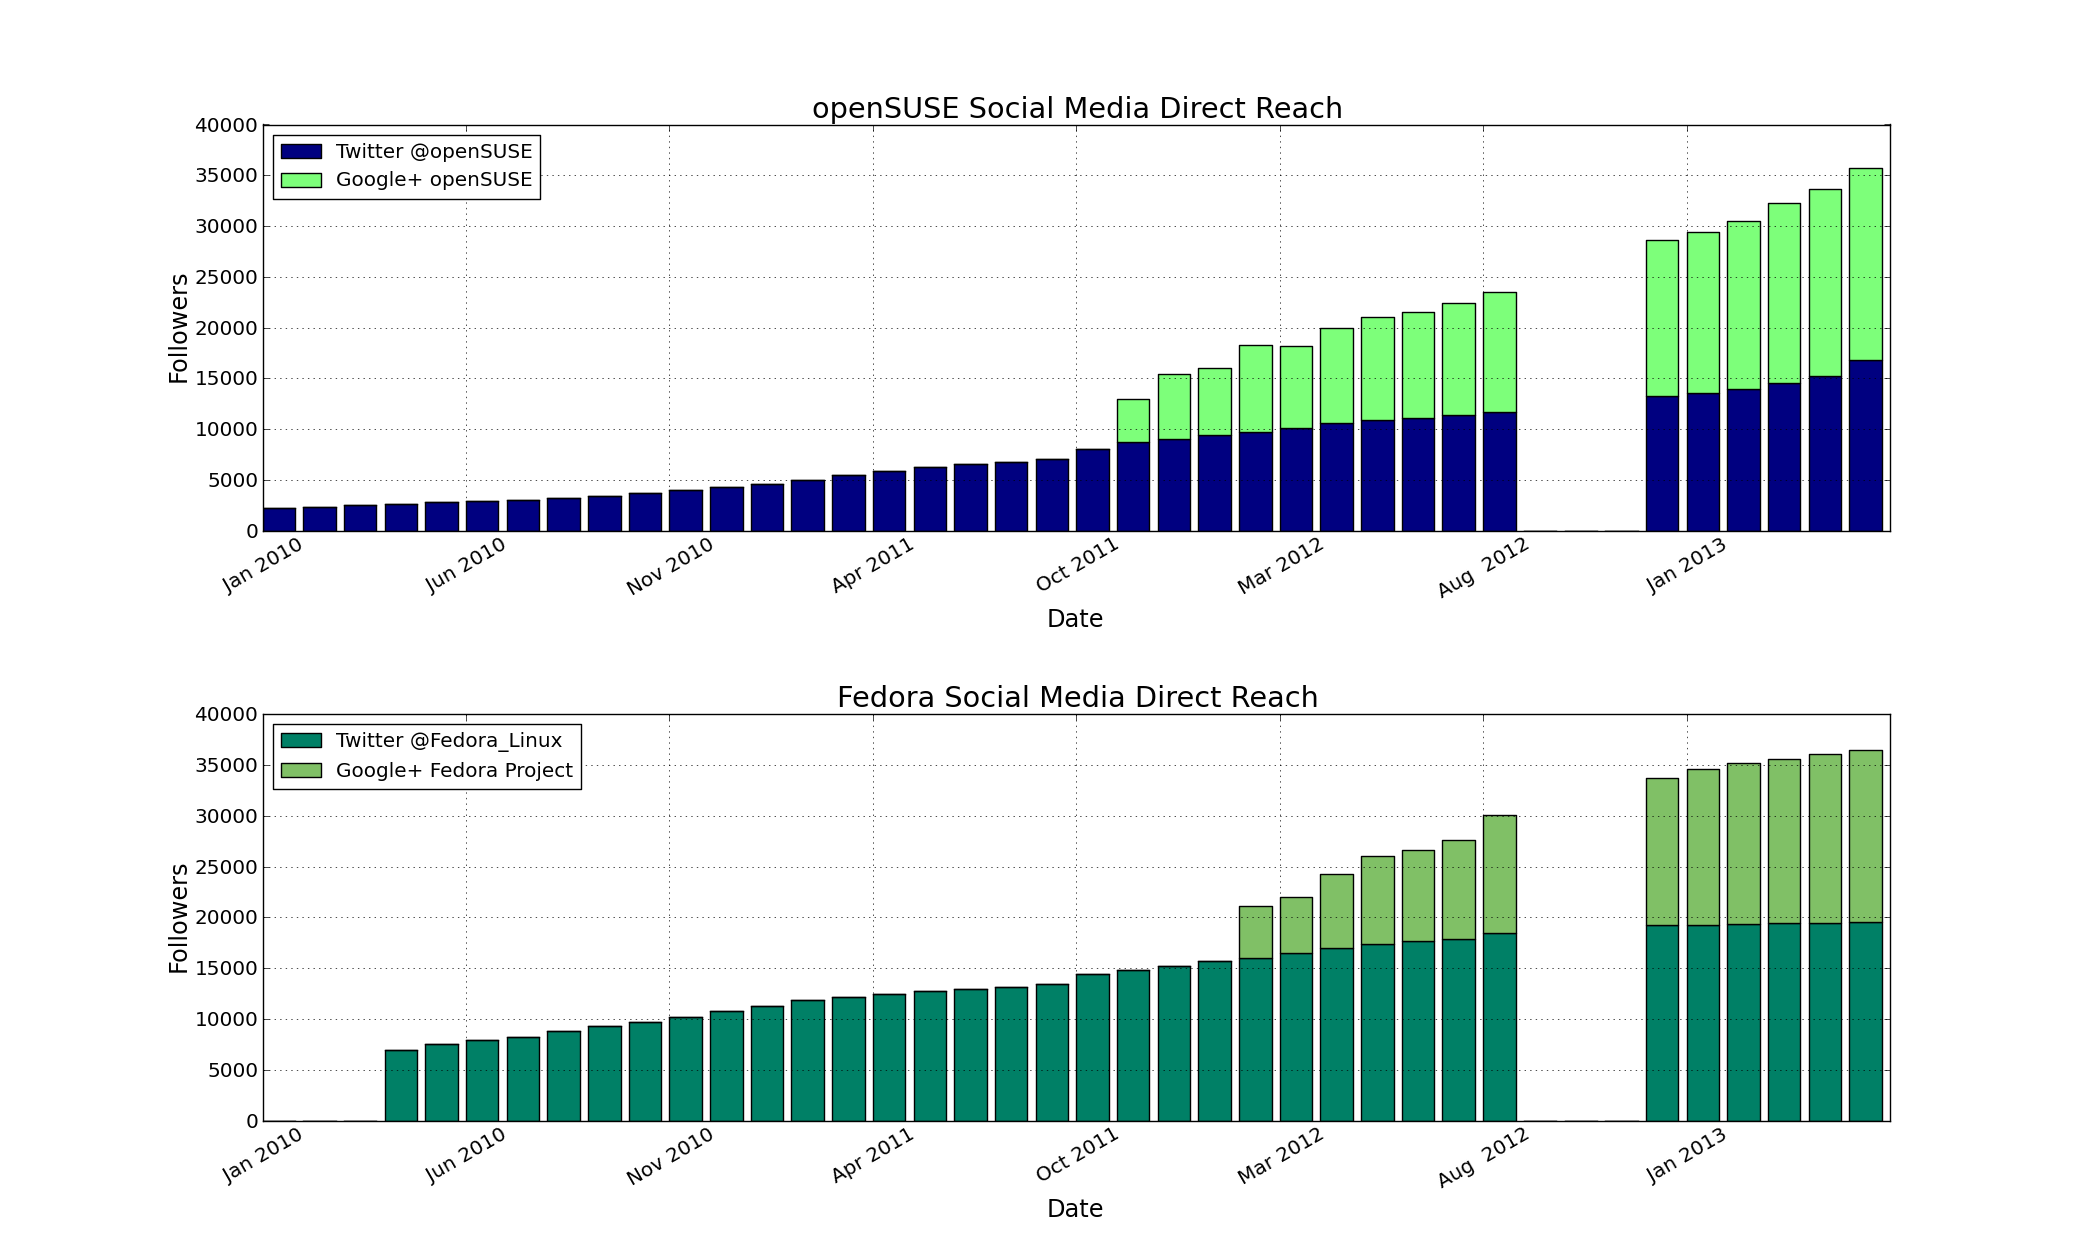 openSUSE Social Media Direct Reach
40000
35000
30000
25000
20000
15000
10000
5000
0
Followers
Twitter @openSUSE
Google+ openSUSE
Jan 2010
Jun 2010
Nov 2010
Apr 2011
Oct 2011
Mar 2012
Aug  2012
Jan 2013
Date
Fedora Social Media Direct Reach
40000
35000
30000
25000
20000
15000
10000
5000
0
Followers
Twitter @Fedora_Linux
Google+ Fedora Project
Jan 2010
Jun 2010
Nov 2010
Apr 2011
Oct 2011
Mar 2012
Aug  2012
Jan 2013
Date